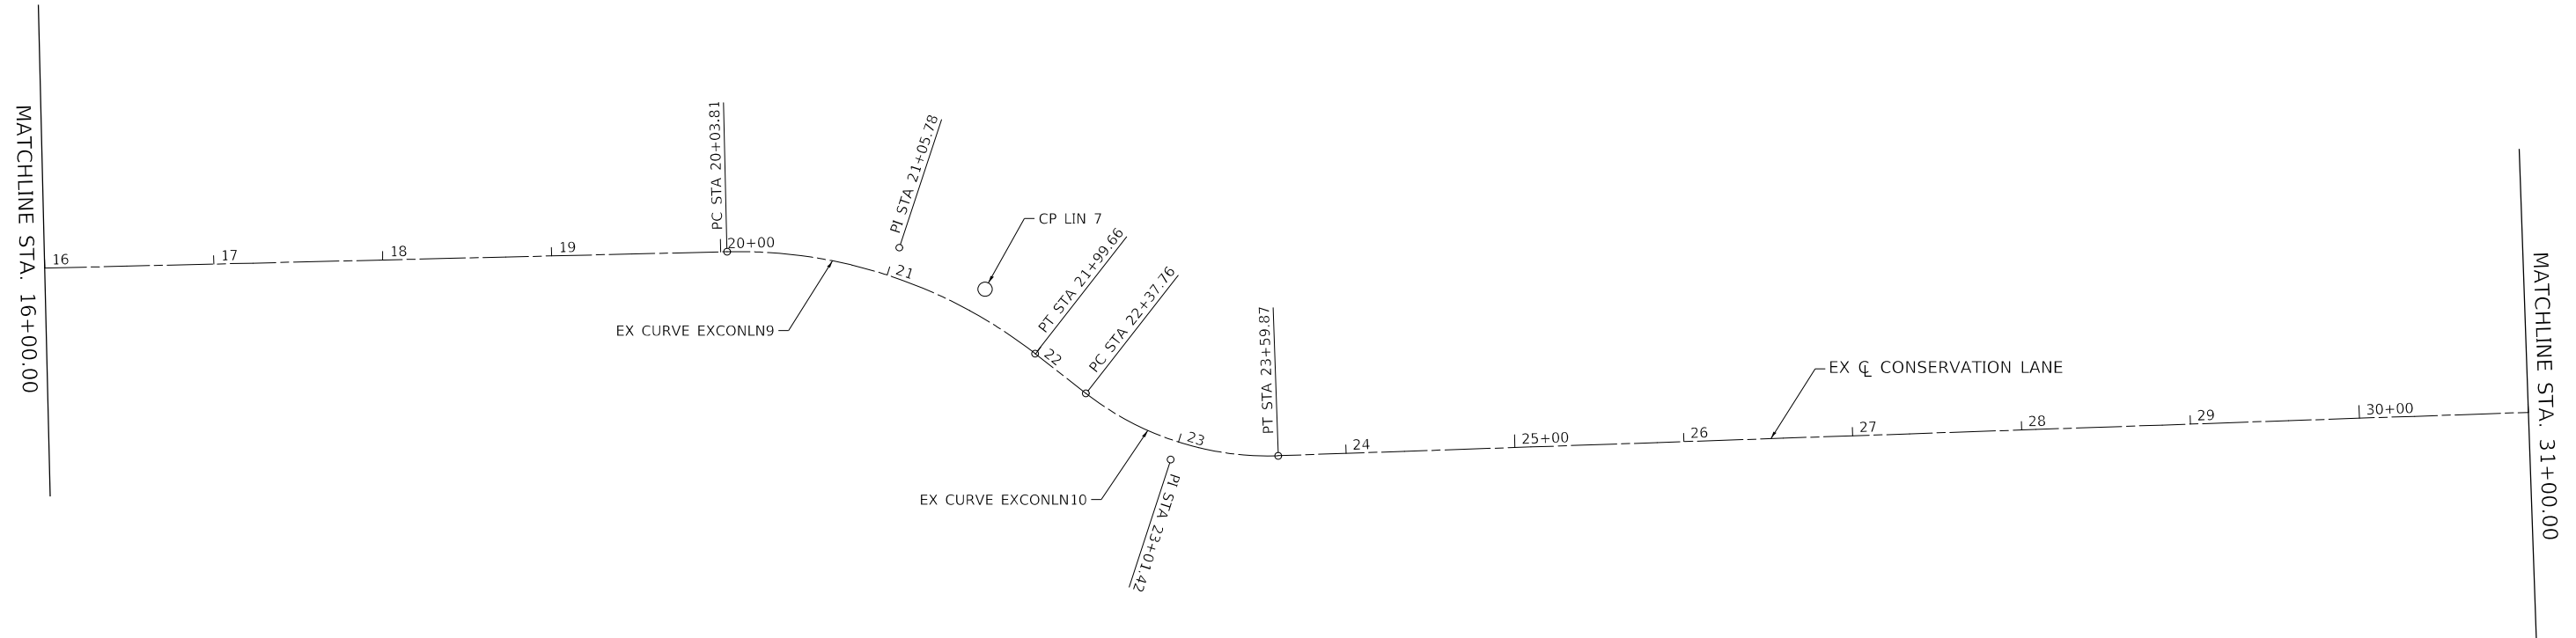 MATCHLINE STA. 16+00.00
16
17
18
19
PC STA 20+03.81
20+00
EX CURVE EXCONLN9
PI STA 21+05.78
21
CP LIN 7
PT STA 21+99.66
22
PC STA 22+37.76
EX CURVE EXCONLN10
23
PI STA 23+01.42
PT STA 23+59.87
24
25+00
26
EX ℄ CONSERVATION LANE
27
28
29
30+00
MATCHLINE STA. 31+00.00